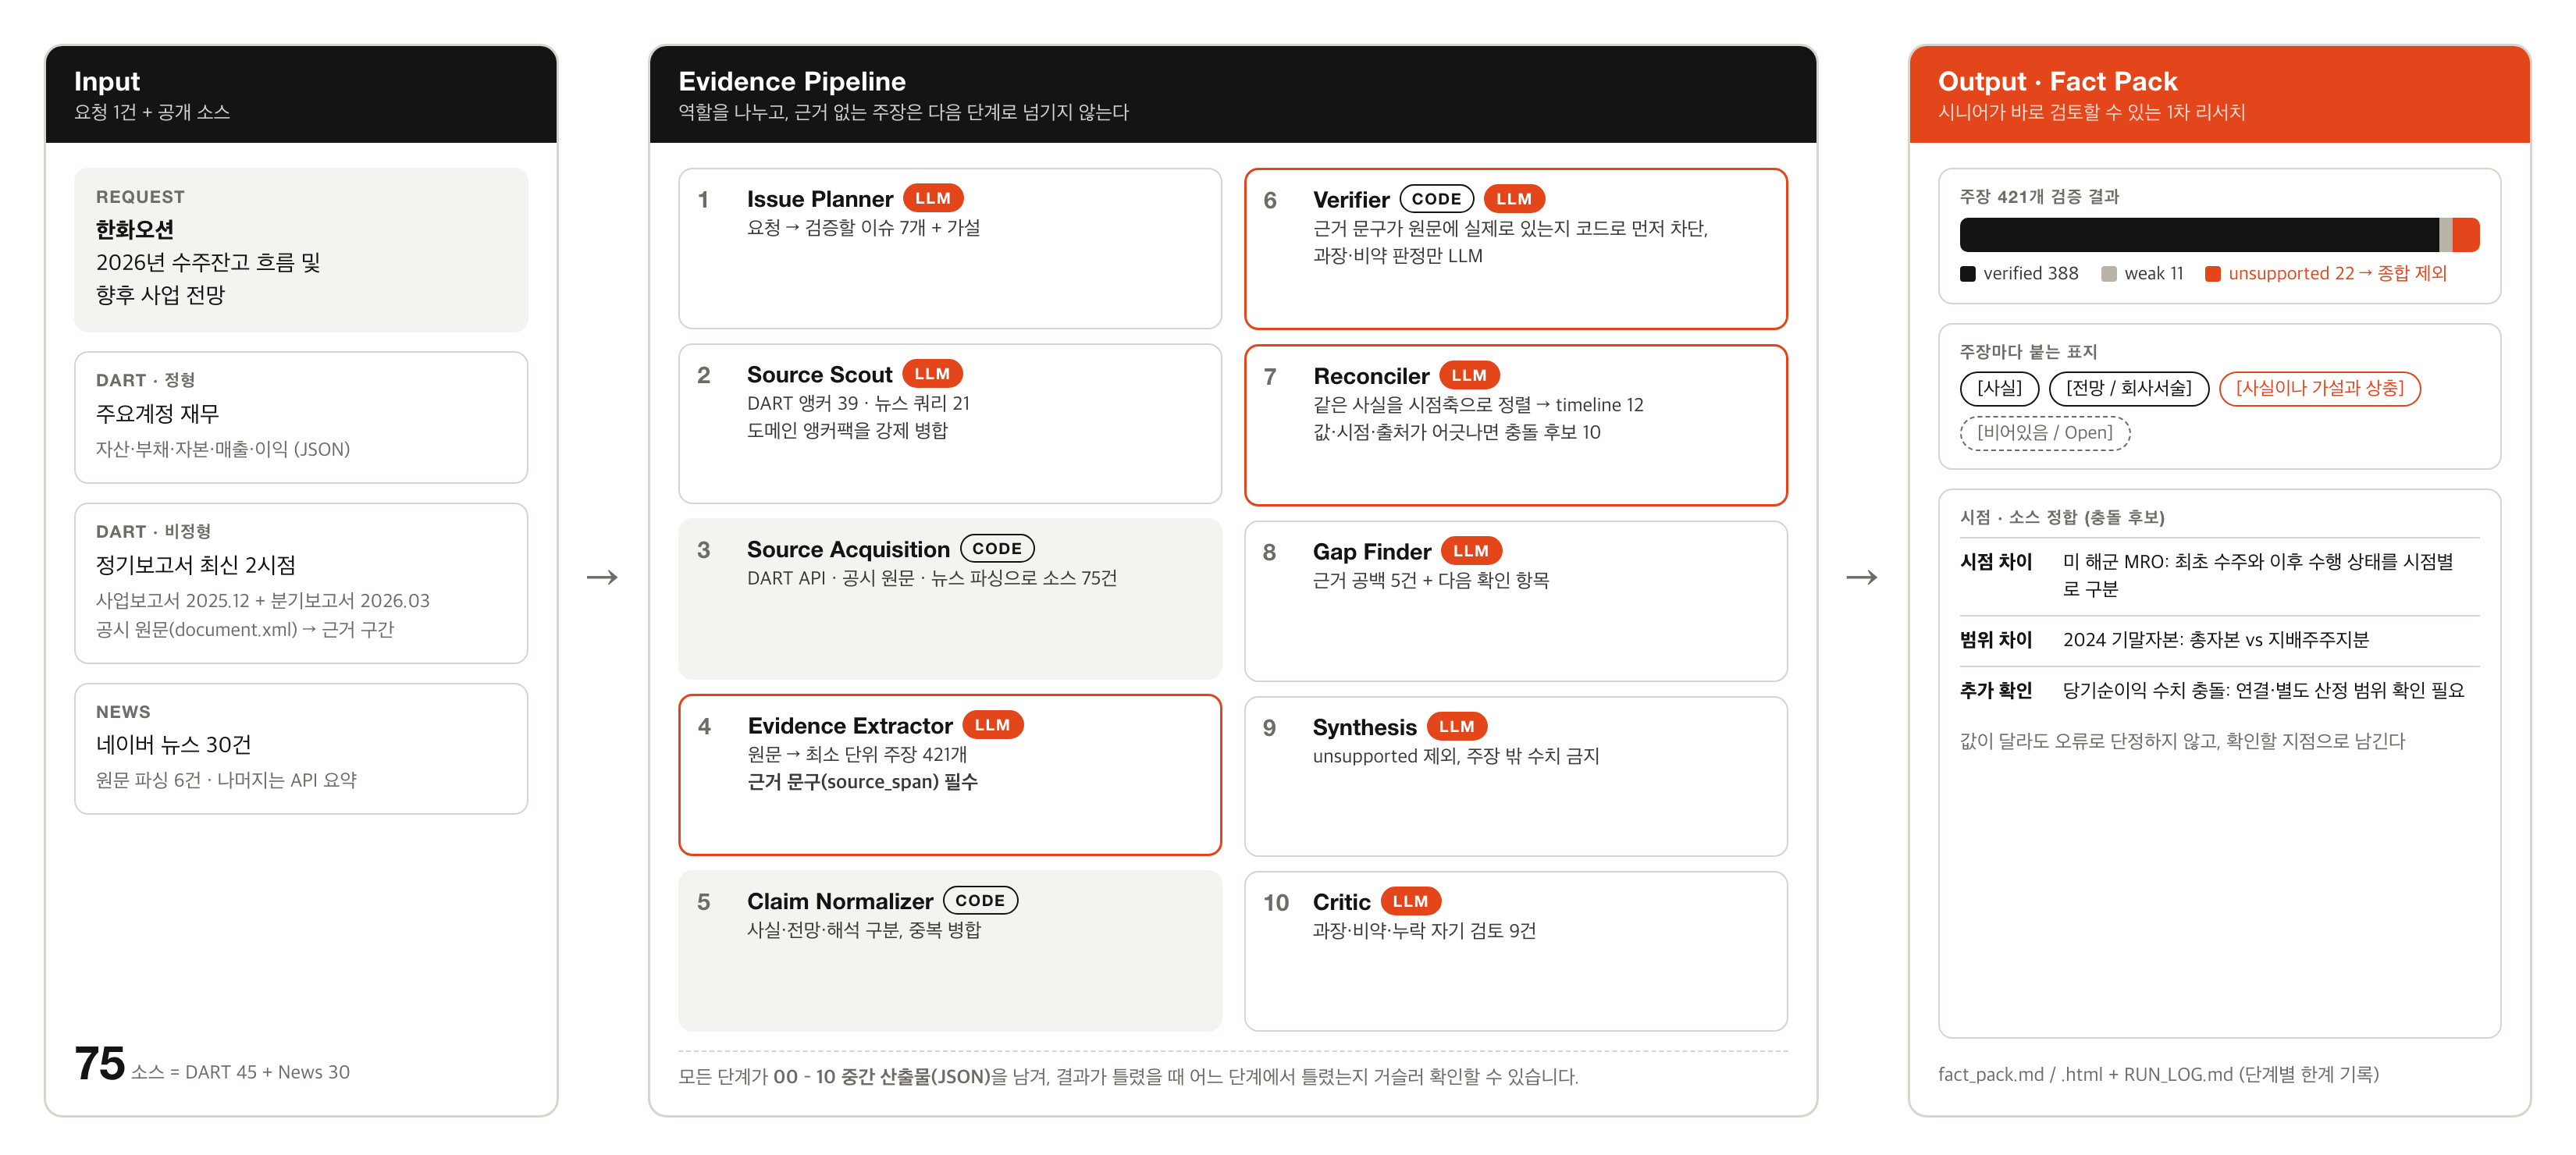 Input
요청 1건 + 공개 소스
REQUEST
한화오션
2026년 수주잔고 흐름 및
향후 사업 전망
DART · 정형
주요계정 재무
자산·부채·자본·매출·이익 (JSON)
DART · 비정형
정기보고서 최신 2시점
사업보고서 2025.12 + 분기보고서 2026.03
공시 원문(document.xml) → 근거 구간
NEWS
네이버 뉴스 30건
원문 파싱 6건 · 나머지는 API 요약
75 소스 = DART 45 + News 30
→
Evidence Pipeline
역할을 나누고, 근거 없는 주장은 다음 단계로 넘기지 않는다
1 Issue Planner LLM
요청 → 검증할 이슈 7개 + 가설
2 Source Scout LLM
DART 앵커 39 · 뉴스 쿼리 21
도메인 앵커팩을 강제 병합
3 Source Acquisition CODE
DART API · 공시 원문 · 뉴스 파싱으로 소스 75건
4 Evidence Extractor LLM
원문 → 최소 단위 주장 421개
근거 문구(source_span) 필수
5 Claim Normalizer CODE
사실·전망·해석 구분, 중복 병합
6 Verifier CODE LLM
근거 문구가 원문에 실제로 있는지 코드로 먼저 차단,
과장·비약 판정만 LLM
7 Reconciler LLM
같은 사실을 시점축으로 정렬 → timeline 12
값·시점·출처가 어긋나면 충돌 후보 10
8 Gap Finder LLM
근거 공백 5건 + 다음 확인 항목
9 Synthesis LLM
unsupported 제외, 주장 밖 수치 금지
10 Critic LLM
과장·비약·누락 자기 검토 9건
모든 단계가 00 - 10 중간 산출물(JSON)을 남겨, 결과가 틀렸을 때 어느 단계에서 틀렸는지 거슬러 확인할 수 있습니다.
→
Output · Fact Pack
시니어가 바로 검토할 수 있는 1차 리서치
주장 421개 검증 결과
verified 388 weak 11 unsupported 22 → 종합 제외
주장마다 붙는 표지
[사실] [전망 / 회사서술] [사실이나 가설과 상충]
[비어있음 / Open]
시점 · 소스 정합 (충돌 후보)
시점 차이 미 해군 MRO: 최초 수주와 이후 수행 상태를 시점별
로 구분
범위 차이 2024 기말자본: 총자본 vs 지배주주지분
추가 확인 당기순이익 수치 충돌: 연결·별도 산정 범위 확인 필요
값이 달라도 오류로 단정하지 않고, 확인할 지점으로 남긴다
fact_pack.md / .html + RUN_LOG.md (단계별 한계 기록)